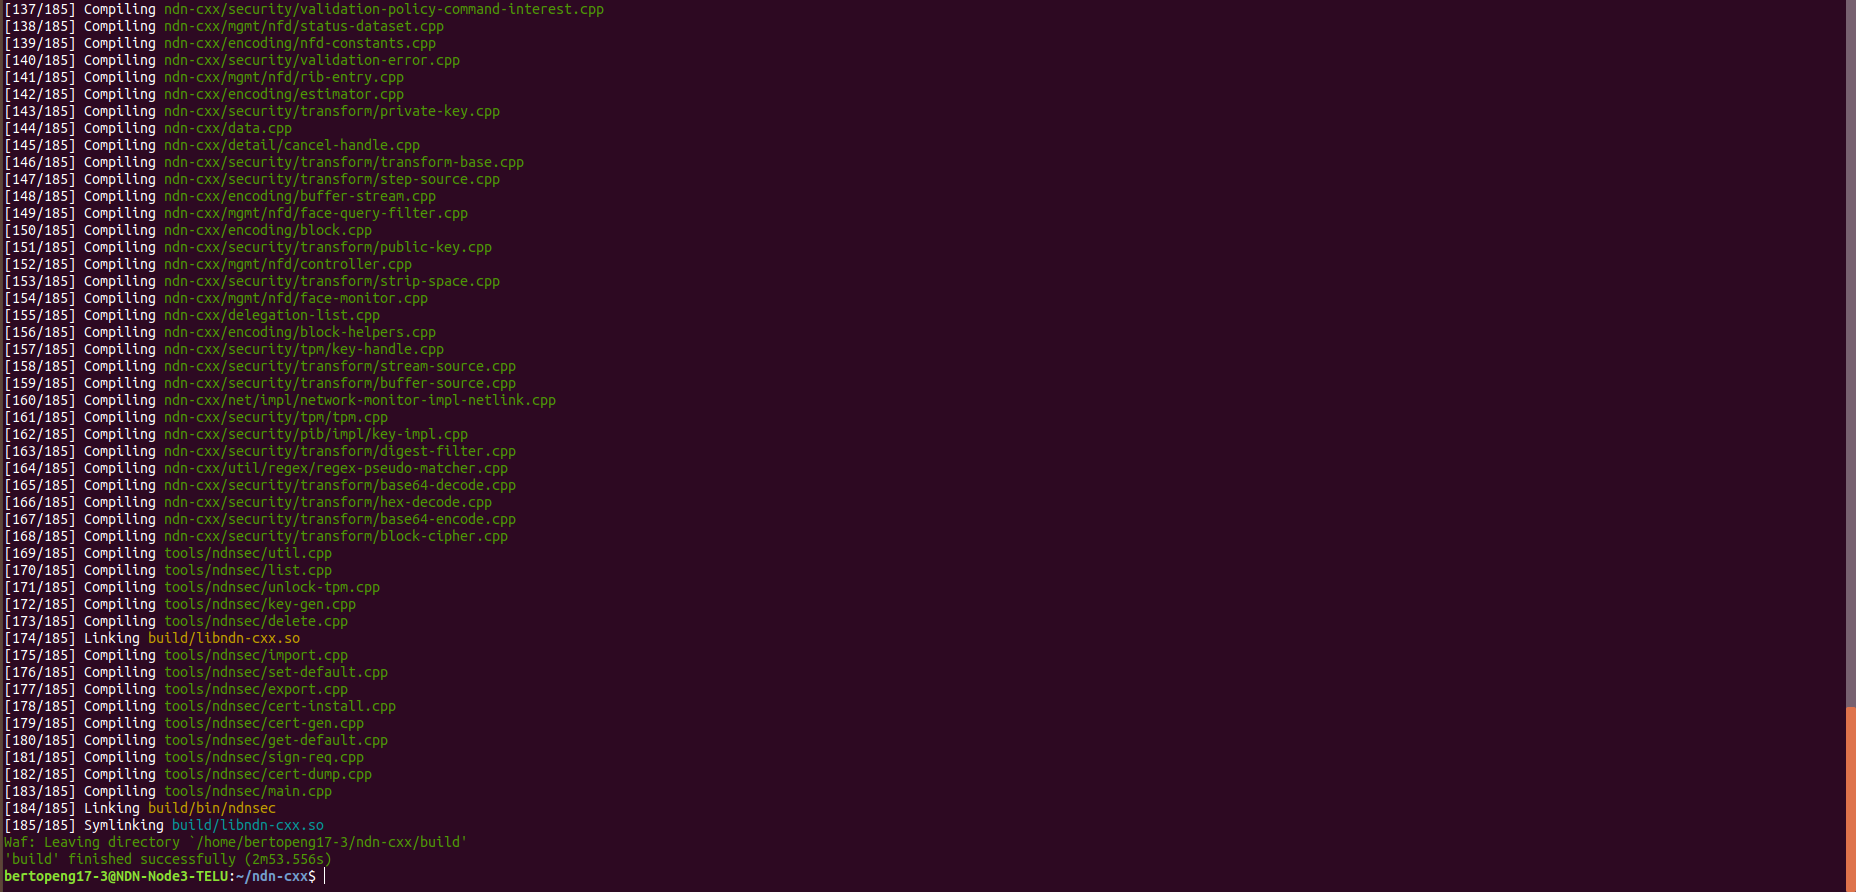 [137/185] Compiling ndn-cxx/security/validation-policy-command-interest.cpp
[138/185] Compiling ndn-cxx/mgmt/nfd/status-dataset.cpp
[139/185] Compiling ndn-cxx/encoding/nfd-constants.cpp
[140/185] Compiling ndn-cxx/security/validation-error.cpp
[141/185] Compiling ndn-cxx/mgmt/nfd/rib-entry.cpp
[142/185] Compiling ndn-cxx/encoding/estimator.cpp
[143/185] Compiling ndn-cxx/security/transform/private-key.cpp
[144/185] Compiling ndn-cxx/data.cpp
[145/185] Compiling ndn-cxx/detail/cancel-handle.cpp
[146/185] Compiling ndn-cxx/security/transform/transform-base.cpp
[147/185] Compiling ndn-cxx/security/transform/step-source.cpp
[148/185] Compiling ndn-cxx/encoding/buffer-stream.cpp
[149/185] Compiling ndn-cxx/mgmt/nfd/face-query-filter.cpp
[150/185] Compiling ndn-cxx/encoding/block.cpp
[151/185] Compiling ndn-cxx/security/transform/public-key.cpp
[152/185] Compiling ndn-cxx/mgmt/nfd/controller.cpp
[153/185] Compiling ndn-cxx/security/transform/strip-space.cpp
[154/185] Compiling ndn-cxx/mgmt/nfd/face-monitor.cpp
[155/185] Compiling ndn-cxx/delegation-list.cpp
[156/185] Compiling ndn-cxx/encoding/block-helpers.cpp
[157/185] Compiling ndn-cxx/security/tpm/key-handle.cpp
[158/185] Compiling ndn-cxx/security/transform/stream-source.cpp
[159/185] Compiling ndn-cxx/security/transform/buffer-source.cpp
[160/185] Compiling ndn-cxx/net/impl/network-monitor-impl-netlink.cpp
[161/185] Compiling ndn-cxx/security/tpm/tpm.cpp
[162/185] Compiling ndn-cxx/security/pib/impl/key-impl.cpp
[163/185] Compiling ndn-cxx/security/transform/digest-filter.cpp
[164/185] Compiling ndn-cxx/util/regex/regex-pseudo-matcher.cpp
[165/185] Compiling ndn-cxx/security/transform/base64-decode.cpp
[166/185] Compiling ndn-cxx/security/transform/hex-decode.cpp
[167/185] Compiling ndn-cxx/security/transform/base64-encode.cpp
[168/185] Compiling ndn-cxx/security/transform/block-cipher.cpp
[169/185] Compiling tools/ndnsec/util.cpp
[170/185] Compiling tools/ndnsec/list.cpp
[171/185] Compiling tools/ndnsec/unlock-tpm.cpp
[172/185] Compiling tools/ndnsec/key-gen.cpp
[173/185] Compiling tools/ndnsec/delete.cpp
[174/185] Linking build/libndn-cxx.so
[175/185] Compiling tools/ndnsec/import.cpp
[176/185] Compiling tools/ndnsec/set-default.cpp
[177/185] Compiling tools/ndnsec/export.cpp
[178/185] Compiling tools/ndnsec/cert-install.cpp
[179/185] Compiling tools/ndnsec/cert-gen.cpp
[180/185] Compiling tools/ndnsec/get-default.cpp
[181/185] Compiling tools/ndnsec/sign-req.cpp
[182/185] Compiling tools/ndnsec/cert-dump.cpp
[183/185] Compiling tools/ndnsec/main.cpp
[184/185] Linking build/bin/ndnsec
[185/185] Symlinking build/libndn-cxx.so
Waf: Leaving directory `/home/bertopeng17-3/ndn-cxx/build'
'build' finished successfully (2m53.556s)
bertopeng17-3@NDN-Node3-TELU:~/ndn-cxx$